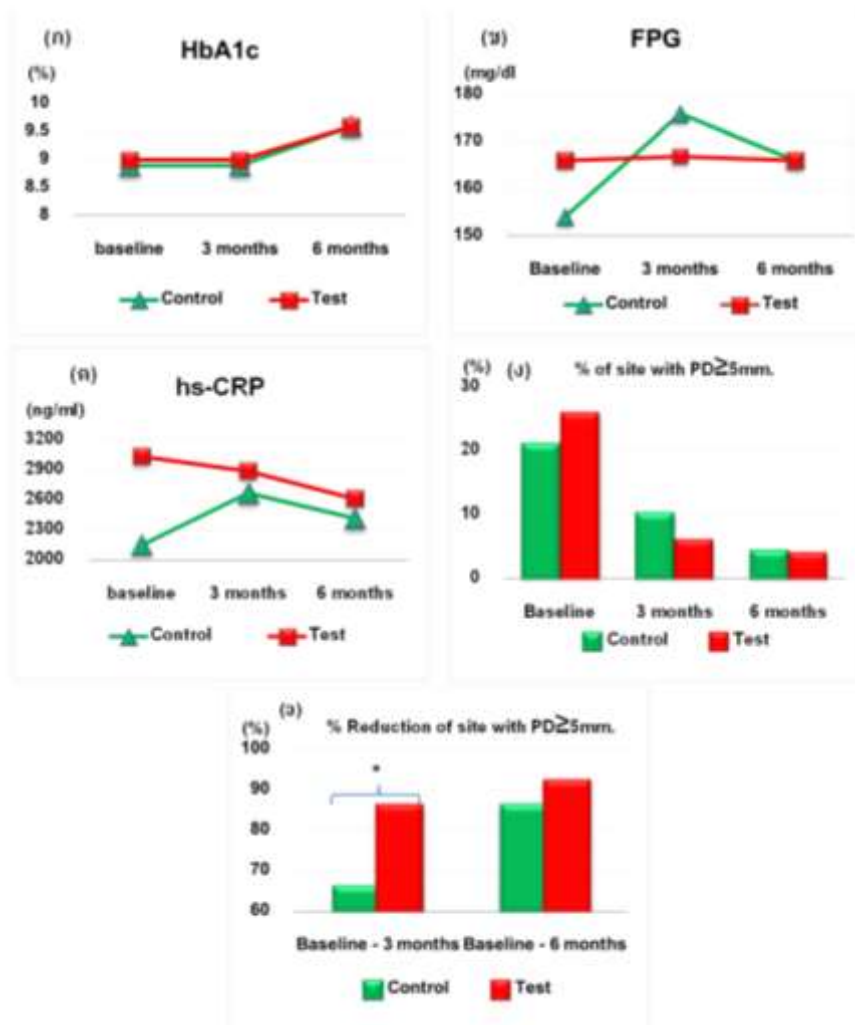 (ก)
HbA1c
(%)
10
9.5
9
8.5
8
baseline 3 months 6 months
Control Test
(ข)
FPG
(mg/dl
180
170
160
150
Baseline 3 months 6 months
Control Test
(ค)
hs-CRP
(ng/ml)
3200
2900
2600
2300
2000
baseline 3 months 6 months
Control Test
(%) (ง) % of site with PD≥5mm.
30
20
10
0
Baseline 3 months 6 months
Control Test
(จ)
(%) % Reduction of site with PD≥5mm.
100
90
80
70
60
*
Baseline - 3 months Baseline - 6 months
Control Test